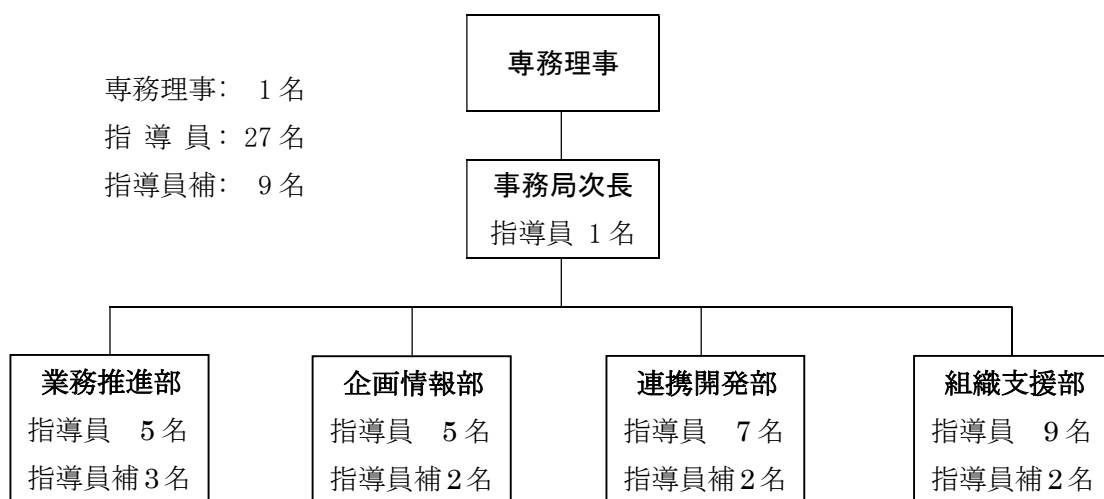 専務理事
専務理事： 1名
指 導 員： 27名
指導員補： 9名
事務局次長
指導員 1名
業務推進部
指導員 5名
指導員補3名
企画情報部
指導員 5名
指導員補2名
連携開発部
指導員 7名
指導員補2名
組織支援部
指導員 9名
指導員補2名